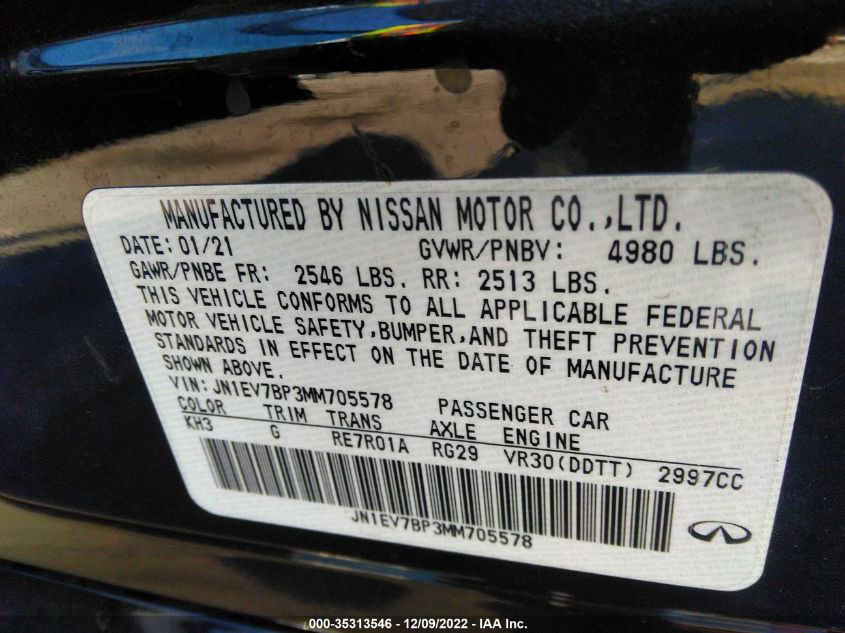 MANUFACTURED BY NISSAN MOTOR CO.,LTD.
DATE: 01/21 GVWR/PNBV: 4980 LBS.
GAWR/PNBE FR: 2546 LBS. RR: 2513 LBS.
THIS VEHICLE CONFORMS TO ALL APPLICABLE FEDERAL
MOTOR VEHICLE SAFETY,BUMPER,AND THEFT PREVENTION
STANDARDS IN EFFECT ON THE DATE OF MANUFACTURE
SHOWN ABOVE.
VIN: JN1EV7BP3MM705578 PASSENGER CAR
COLOR TRIM TRANS AXLE ENGINE
KH3 G RE7R01A RG29 VR30(DDTT) 2997CC
JN1EV7BP3MM705578
000-35313546 - 12/09/2022 - IAA Inc.